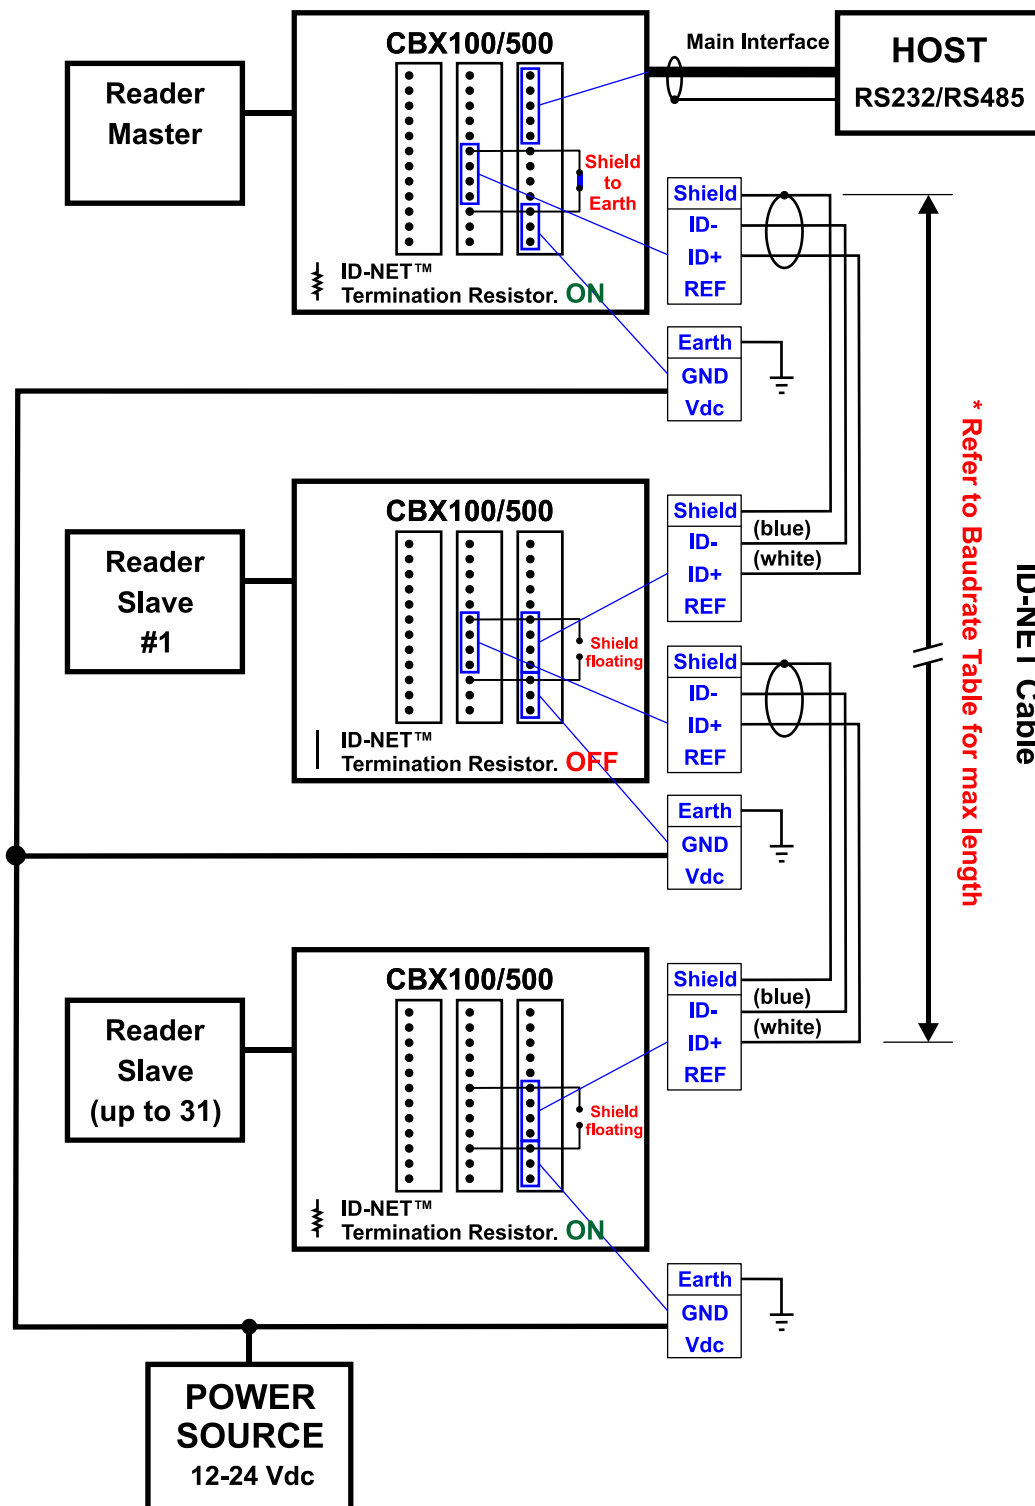 CBX100/500
Main Interface
HOST
RS232/RS485
Reader
Master
Shield
to
Earth
Shield
ID-
ID+
REF
ID-NET™
Termination Resistor. ON
Earth
GND
Vdc
CBX100/500
Reader
Slave
#1
Shield
(blue)
ID-
(white)
ID+
REF
Shield
floating
Shield
ID-
ID+
REF
ID-NET™
Termination Resistor. OFF
Earth
GND
Vdc
* Refer to Baudrate Table for max length
ID-NET Cable
CBX100/500
Reader
Slave
(up to 31)
Shield
(blue)
ID-
(white)
ID+
REF
Shield
floating
ID-NET™
Termination Resistor. ON
Earth
GND
Vdc
POWER
SOURCE
12-24 Vdc